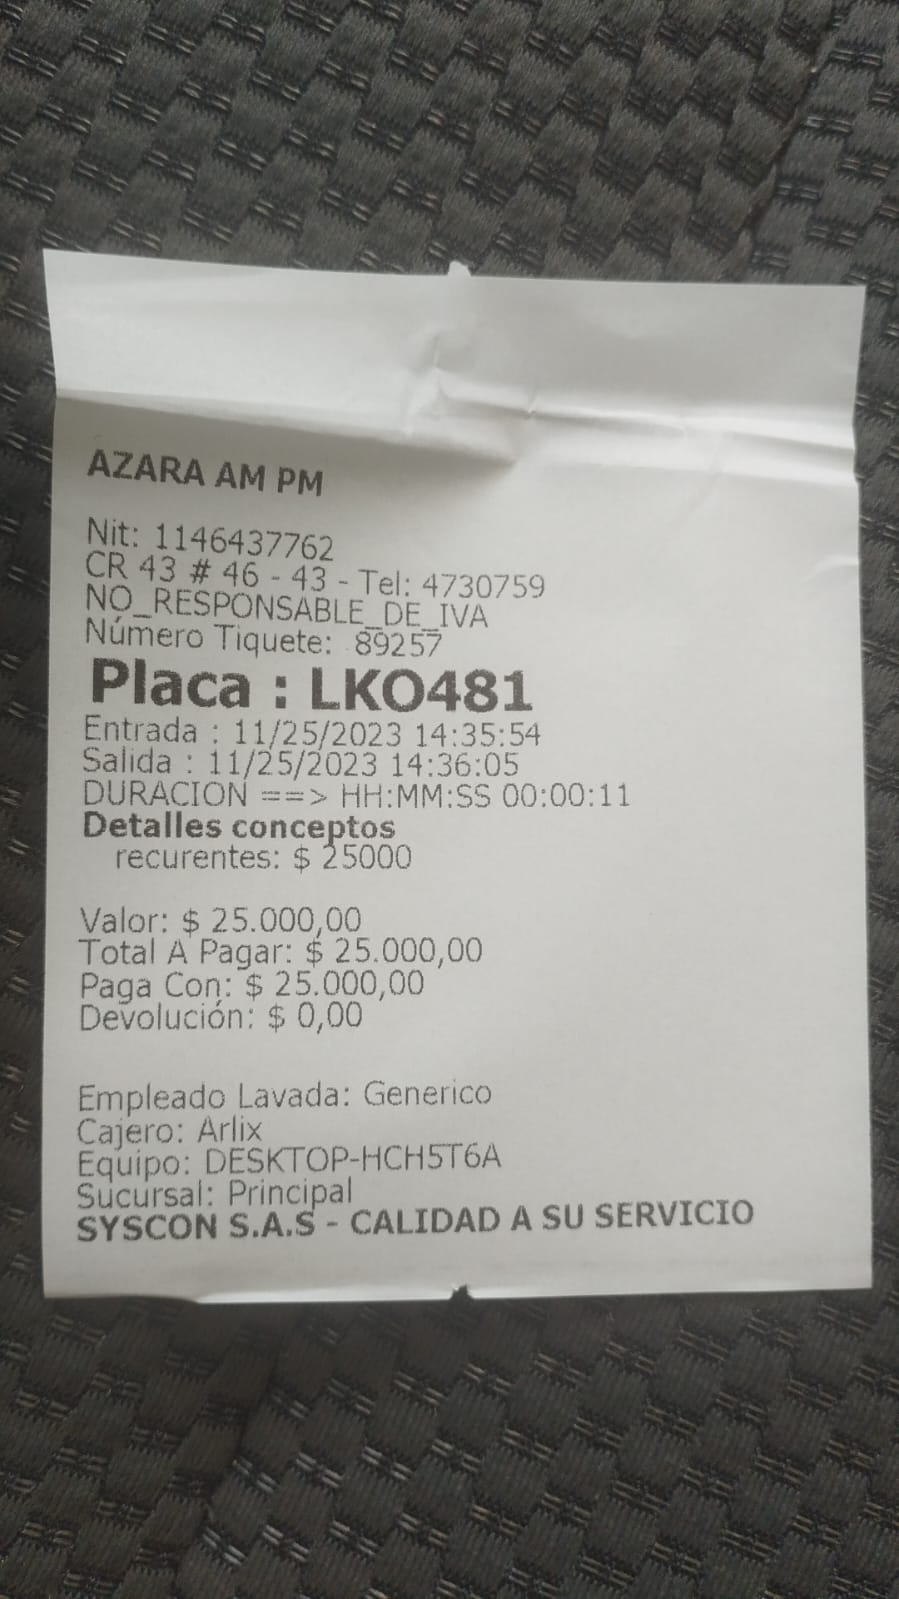 AZARA AM PM
Nit: 1146437762
CR 43 # 46 - 43 - Tel: 4730759
NO_RESPONSABLE_DE_IVA
Número Tiquete: 89257
Placa : LKO481
Entrada : 11/25/2023 14:35:54
Salida : 11/25/2023 14:36:05
DURACION ==> HH:MM:SS 00:00:11
Detalles conceptos
recurentes: $ 25000
Valor: $ 25.000,00
Total A Pagar: $ 25.000,00
Paga Con: $ 25.000,00
Devolución: $ 0,00
Empleado Lavada: Generico
Cajero: Arlix
Equipo: DESKTOP-HCH5T6A
Sucursal: Principal
SYSCON S.A.S - CALIDAD A SU SERVICIO